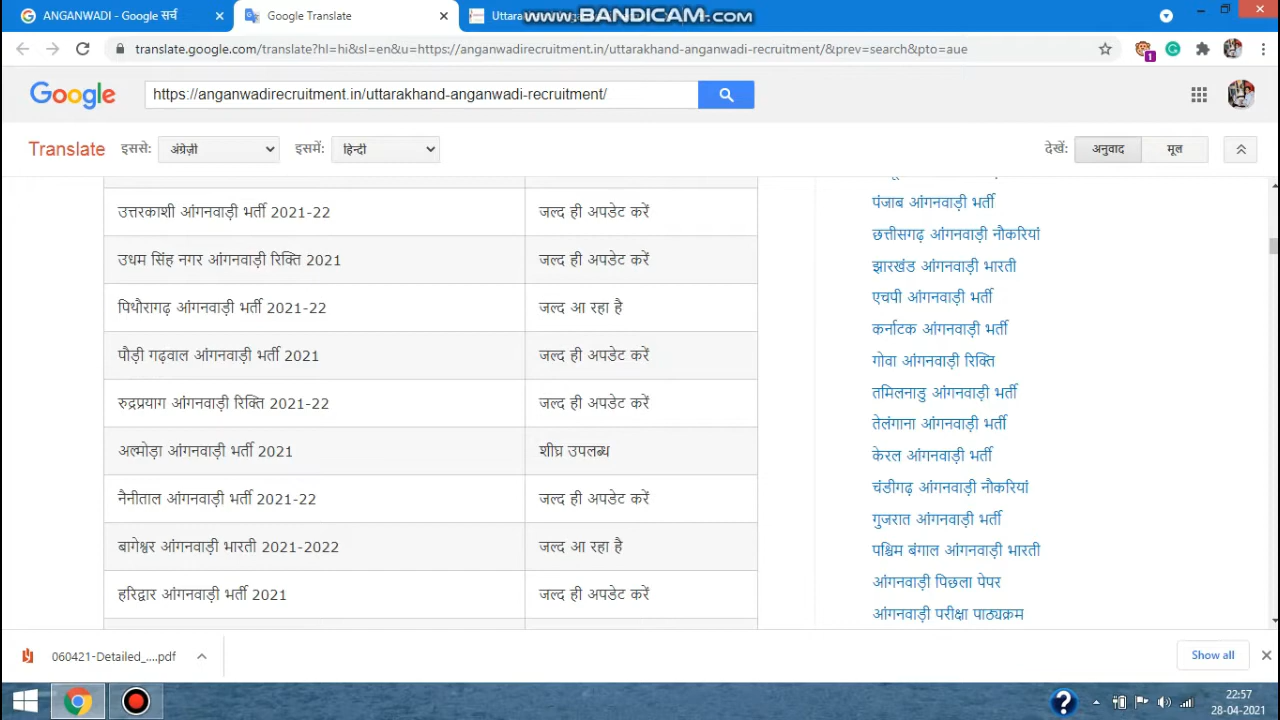 ANGANWADI - Google सर्च
Google Translate
Uttara
www.BANDICAM.com
translate.google.com/translate?hl=hi&sl=en&u=https://anganwadirecruitment.in/uttarakhand-anganwadi-recruitment/&prev=search&pto=aue
1
Google
https://anganwadirecruitment.in/uttarakhand-anganwadi-recruitment/
Translate इससे: अंग्रेज़ी इसमें: हिन्दी देखें: अनुवाद मूल
उत्तरकाशी आंगनवाड़ी भर्ती 2021-22 जल्द ही अपडेट करें
उधम सिंह नगर आंगनवाड़ी रिक्ति 2021 जल्द ही अपडेट करें
पिथौरागढ़ आंगनवाड़ी भर्ती 2021-22 जल्द आ रहा है
पौड़ी गढ़वाल आंगनवाड़ी भर्ती 2021 जल्द ही अपडेट करें
रुद्रप्रयाग आंगनवाड़ी रिक्ति 2021-22 जल्द ही अपडेट करें
अल्मोड़ा आंगनवाड़ी भर्ती 2021 शीघ्र उपलब्ध
नैनीताल आंगनवाड़ी भर्ती 2021-22 जल्द ही अपडेट करें
बागेश्वर आंगनवाड़ी भारती 2021-2022 जल्द आ रहा है
हरिद्वार आंगनवाड़ी भर्ती 2021 जल्द ही अपडेट करें
पंजाब आंगनवाड़ी भर्ती
छत्तीसगढ़ आंगनवाड़ी नौकरियां
झारखंड आंगनवाड़ी भारती
एचपी आंगनवाड़ी भर्ती
कर्नाटक आंगनवाड़ी भर्ती
गोवा आंगनवाड़ी रिक्ति
तमिलनाडु आंगनवाड़ी भर्ती
तेलंगाना आंगनवाड़ी भर्ती
केरल आंगनवाड़ी भर्ती
चंडीगढ़ आंगनवाड़ी नौकरियां
गुजरात आंगनवाड़ी भर्ती
पश्चिम बंगाल आंगनवाड़ी भारती
आंगनवाड़ी पिछला पेपर
आंगनवाड़ी परीक्षा पाठ्यक्रम
060421-Detailed_....pdf
Show all
22:57
28-04-2021